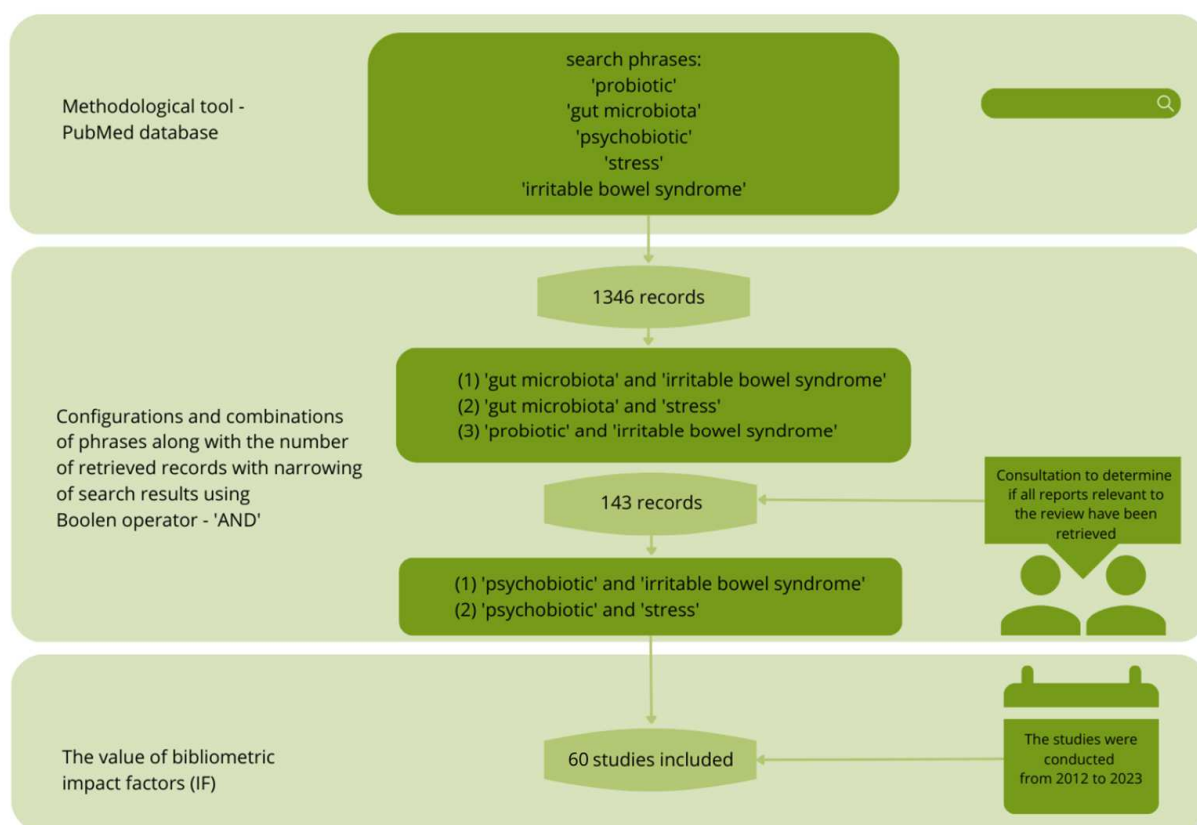 Methodological tool -
PubMed database
search phrases:
'probiotic'
'gut microbiota'
'psychobiotic'
'stress'
'irritable bowel syndrome'
1346 records
Configurations and combinations
of phrases along with the number
of retrieved records with narrowing
of search results using
Boolen operator - 'AND'
(1) 'gut microbiota' and 'irritable bowel syndrome'
(2) 'gut microbiota' and 'stress'
(3) 'probiotic' and 'irritable bowel syndrome'
143 records
Consultation to determine
if all reports relevant to
the review have been
retrieved
(1) 'psychobiotic' and 'irritable bowel syndrome'
(2) 'psychobiotic' and 'stress'
The value of bibliometric
impact factors (IF)
60 studies included
The studies were
conducted
from 2012 to 2023